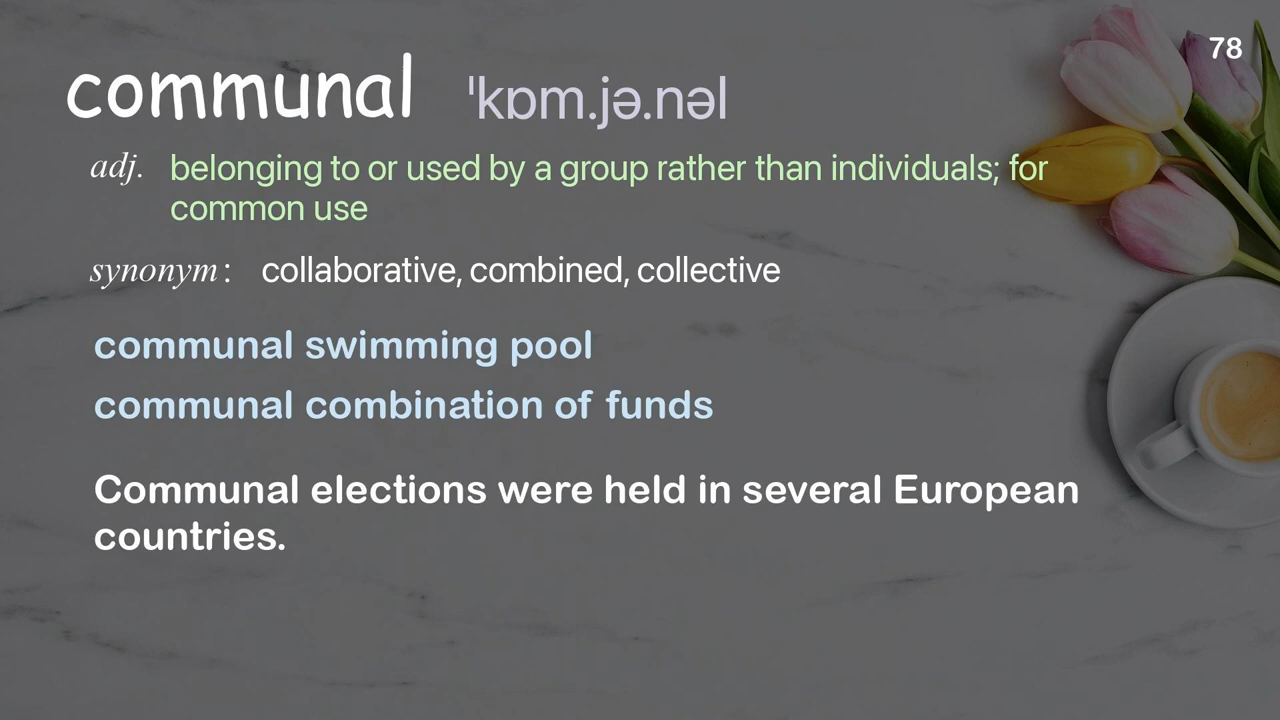 78
communal ˈkɒm.jə.nəl
adj. belonging to or used by a group rather than individuals; for
common use
synonym: collaborative, combined, collective
communal swimming pool
communal combination of funds
Communal elections were held in several European
countries.